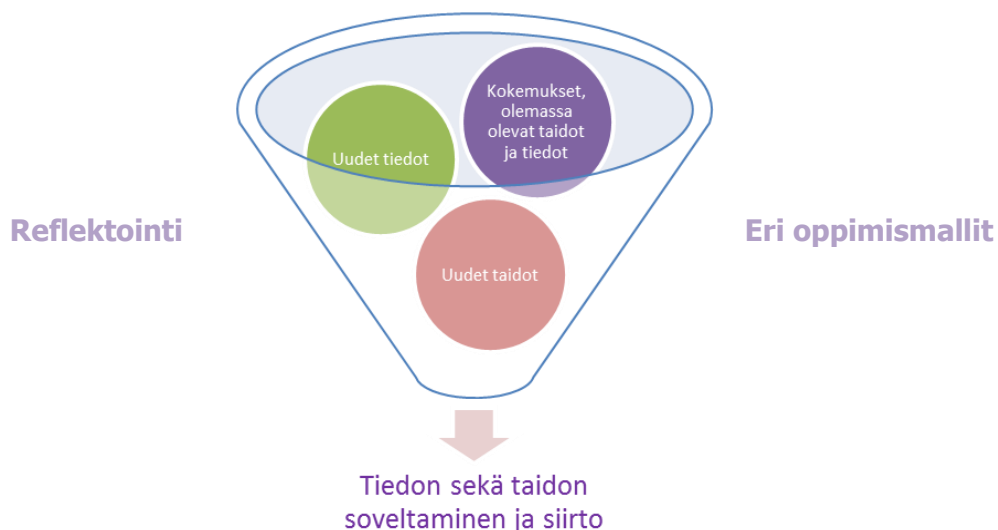 Kokemukset,
olemassa
olevat taidot
ja tiedot
Uudet tiedot
Reflektointi
Eri oppimismallit
Uudet taidot
Tiedon sekä taidon
soveltaminen ja siirto